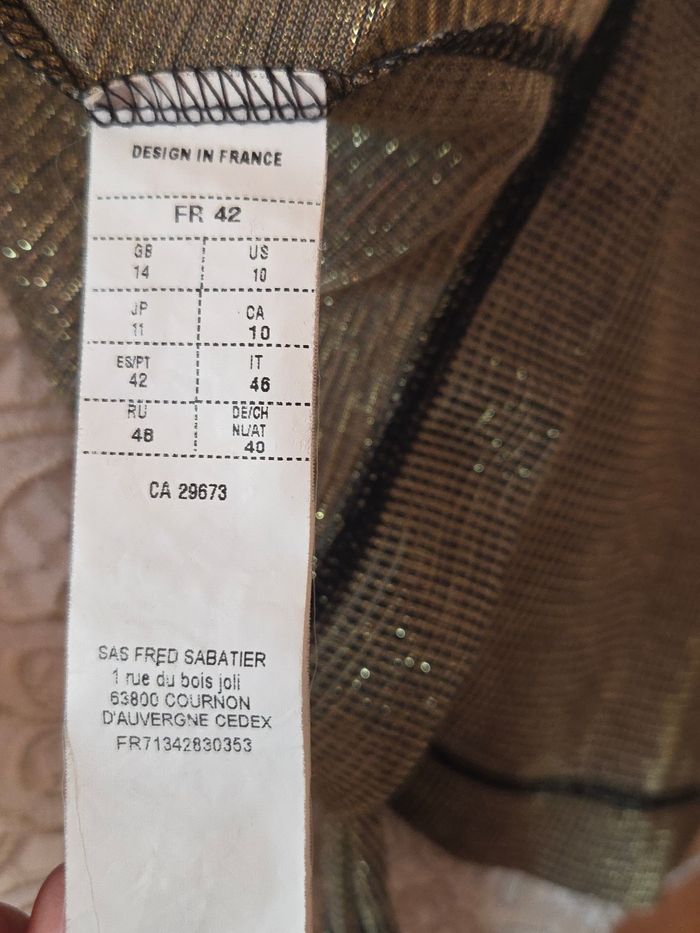 DESIGN IN FRANCE
FR 42
GB US
14 10
JP CA
11 10
ES/PT IT
42 46
RU DE/CH
48 NL/AT
40
CA 29673
SAS FRED SABATIER
1 rue du bois joli
63800 COURNON
D'AUVERGNE CEDEX
FR71342830353